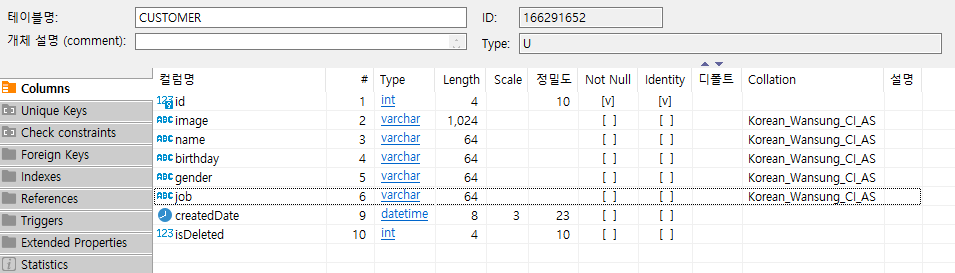 테이블명: CUSTOMER ID: 166291652
개체 설명 (comment): Type: U
Columns
Unique Keys
Check constraints
Foreign Keys
Indexes
References
Triggers
Extended Properties
Statistics
컬럼명 # Type Length Scale 정밀도 Not Null Identity 디폴트 Collation 설명
123 id 1 int 4 10 [v] [v]
ABC image 2 varchar 1,024 [ ] [ ] Korean_Wansung_CI_AS
ABC name 3 varchar 64 [ ] [ ] Korean_Wansung_CI_AS
ABC birthday 4 varchar 64 [ ] [ ] Korean_Wansung_CI_AS
ABC gender 5 varchar 64 [ ] [ ] Korean_Wansung_CI_AS
ABC job 6 varchar 64 [ ] [ ] Korean_Wansung_CI_AS
createdDate 9 datetime 8 3 23 [ ] [ ]
123 isDeleted 10 int 4 10 [ ] [ ]